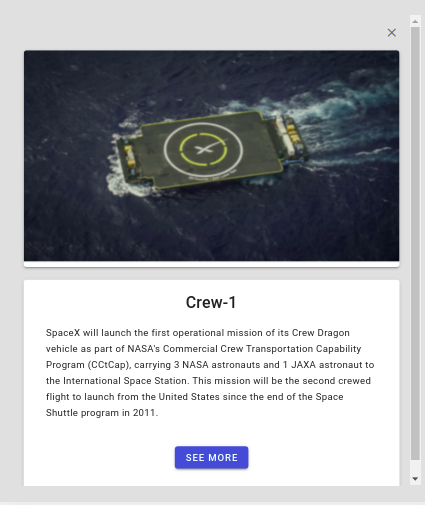 Crew-1
SpaceX will launch the first operational mission of its Crew Dragon
vehicle as part of NASA's Commercial Crew Transportation Capability
Program (CCtCap), carrying 3 NASA astronauts and 1 JAXA astronaut to
the International Space Station. This mission will be the second crewed
flight to launch from the United States since the end of the Space
Shuttle program in 2011.
SEE MORE